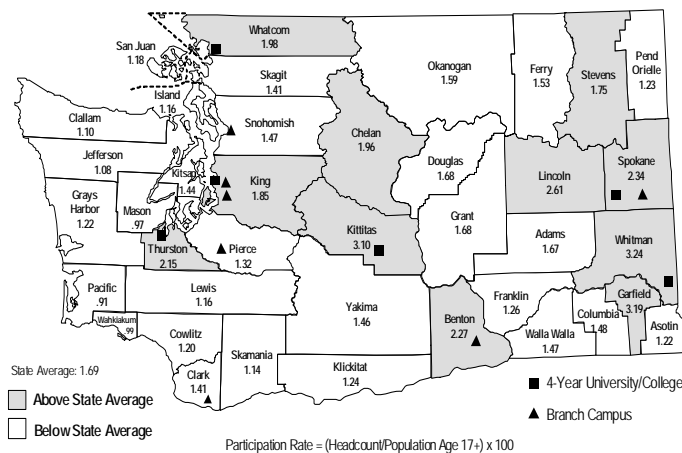 Whatcom
1.98
San Juan
1.18
Skagit
1.41
Island
1.16
Okanogan
1.59
Ferry
1.53
Stevens
1.75
Pend
Orielle
1.23
Clallam
1.10
Snohomish
1.47
Chelan
1.96
Jefferson
1.08
Kitsap
1.44
King
1.85
Douglas
1.68
Lincoln
2.61
Spokane
2.34
Grays
Harbor
1.22
Mason
.97
Thurston
2.15
Pierce
1.32
Kittitas
3.10
Grant
1.68
Adams
1.67
Whitman
3.24
Pacific
.91
Lewis
1.16
Wahkiakum
.99
Cowlitz
1.20
Yakima
1.46
Benton
2.27
Franklin
1.26
Walla Walla
1.47
Columbia
1.48
Garfield
3.19
Asotin
1.22
Skamania
1.14
Klickitat
1.24
Clark
1.41
State Average: 1.69
Above State Average
Below State Average
4-Year University/College
Branch Campus
Participation Rate = (Headcount/Population Age 17+) x 100